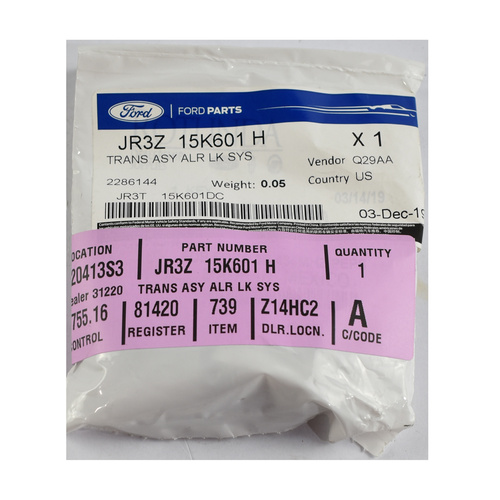 Ford FORD PARTS
JR3Z 15K601 H X 1
TRANS ASY ALR LK SYS Vendor Q29AA
2286144 Weight: 0.05 Country US
JR3T 15K601DC
03-Dec-19
OCATION PART NUMBER QUANTITY
20413S3 JR3Z 15K601 H 1
ealer 31220 TRANS ASY ALR LK SYS
755.16 81420 739 Z14HC2 A
ONTROL REGISTER ITEM DLR.LOCN. C/CODE